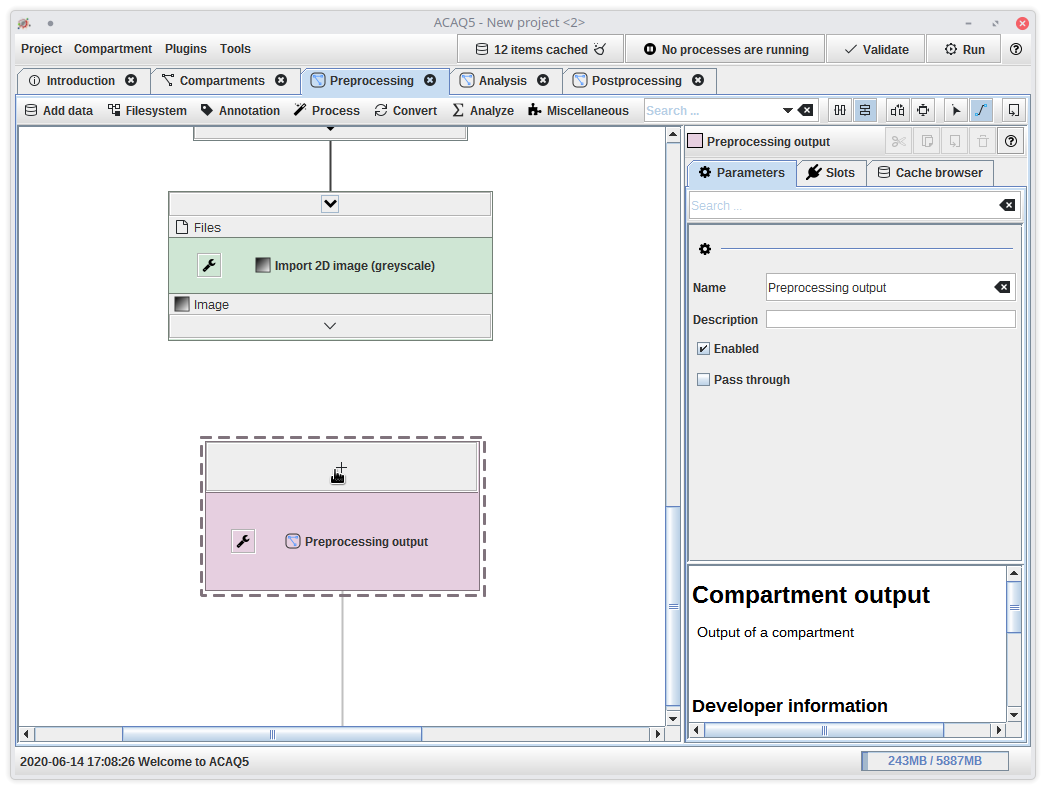 ACAQ5 - New project <2>
Project Compartment Plugins Tools 12 items cached No processes are running Validate Run
Introduction Compartments Preprocessing Analysis Postprocessing
Add data Filesystem Annotation Process Convert Analyze Miscellaneous Search ...
Preprocessing output
Parameters Slots Cache browser
Search ...
Files
Import 2D image (greyscale)
Image
Name Preprocessing output
Description
Enabled
Pass through
Preprocessing output
Compartment output
Output of a compartment
Developer information
2020-06-14 17:08:26 Welcome to ACAQ5 243MB / 5887MB